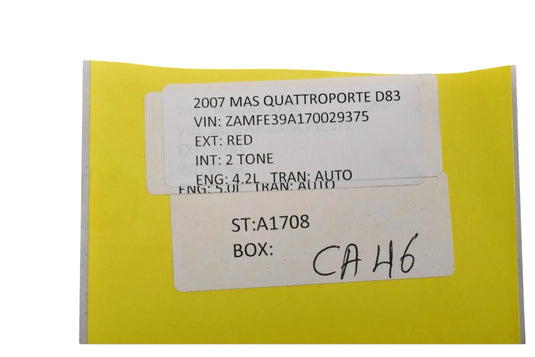 2007 MAS QUATTROPORTE D83
VIN: ZAMFE39A170029375
EXT: RED
INT: 2 TONE
ENG: 4.2L TRAN: AUTO
ENG: 5.0L TRAN: AUTO
ST:A1708
BOX: CA46